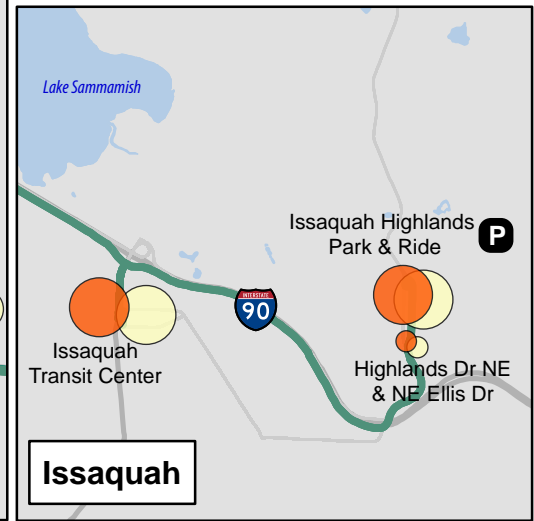 Lake Sammamish
Issaquah Highlands
Park & Ride
P
INTERSTATE
90
Issaquah
Transit Center
Highlands Dr NE
& NE Ellis Dr
Issaquah